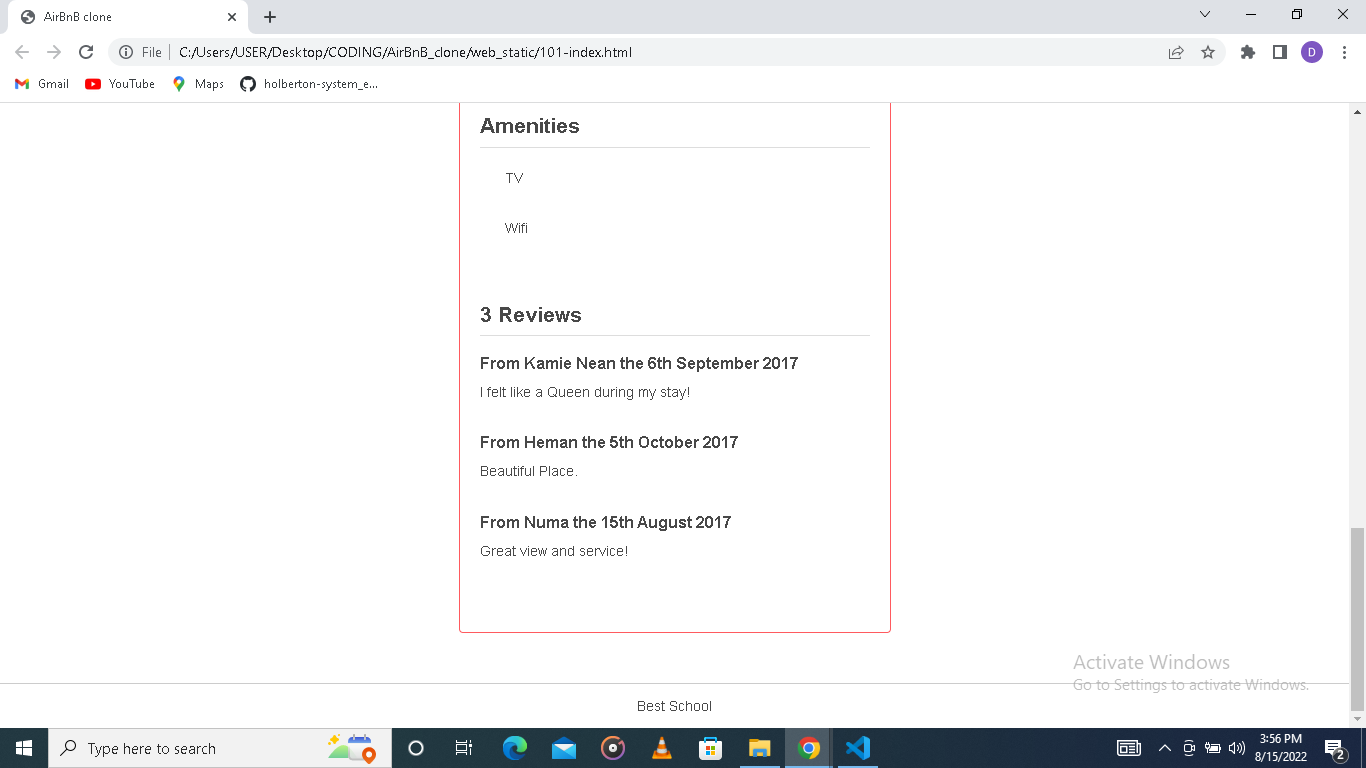 AirBnB clone
File
C:/Users/USER/Desktop/CODING/AirBnB_clone/web_static/101-index.html
D
Gmail
YouTube
Maps
holberton-system_e...
Amenities
TV
Wifi
3 Reviews
From Kamie Nean the 6th September 2017
I felt like a Queen during my stay!
From Heman the 5th October 2017
Beautiful Place.
From Numa the 15th August 2017
Great view and service!
Activate Windows
Go to Settings to activate Windows.
Best School
Type here to search
3:56 PM
8/15/2022
2